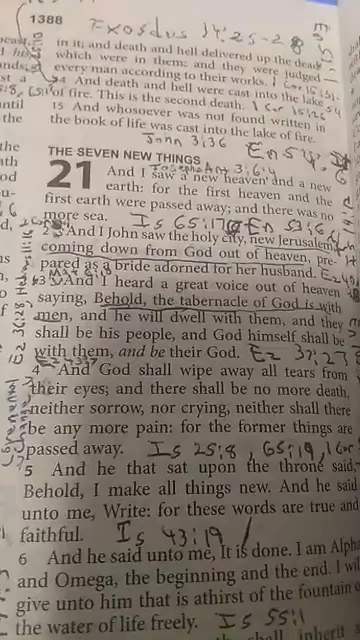 1388
Exosdus 14:25-28
in it; and death and hell delivered up the dead
which were in them: and they were judged
every man according to their works.
14 And death and hell were cast into the lake
of fire. This is the second death. 1 Cor 15:26
15 And whosoever was not found written in
the book of life was cast into the lake of fire.
John 3:36
THE SEVEN NEW THINGS
21 And I saw a new heaven and a new
earth: for the first heaven and the
first earth were passed away; and there was no
more sea. Is 65:17 En 53:6
2 And I John saw the holy city, new Jerusalem,
coming down from God out of heaven, pre-
pared as a bride adorned for her husband.
3 And I heard a great voice out of heaven
saying, Behold, the tabernacle of God is with
men, and he will dwell with them, and they
shall be his people, and God himself shall be
with them, and be their God. Ez 37:27
4 And God shall wipe away all tears from
their eyes; and there shall be no more death,
neither sorrow, nor crying, neither shall there
be any more pain: for the former things are
passed away. Is 25:8, 65:19,
5 And he that sat upon the throne said,
Behold, I make all things new. And he said
unto me, Write: for these words are true and
faithful. Is 43:19
6 And he said unto me, It is done. I am Alpha
and Omega, the beginning and the end. I will
give unto him that is athirst of the fountain of
the water of life freely. Is 55:1
shall inherit